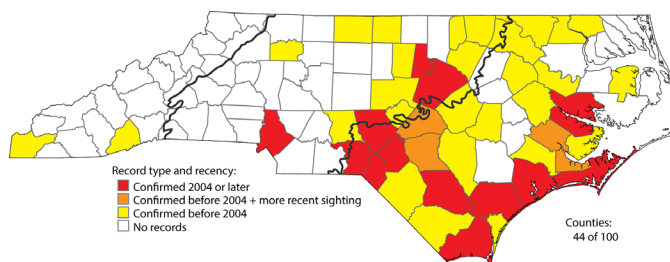 Record type and recency:
Confirmed 2004 or later
Confirmed before 2004 + more recent sighting
Confirmed before 2004
No records
Counties:
44 of 100